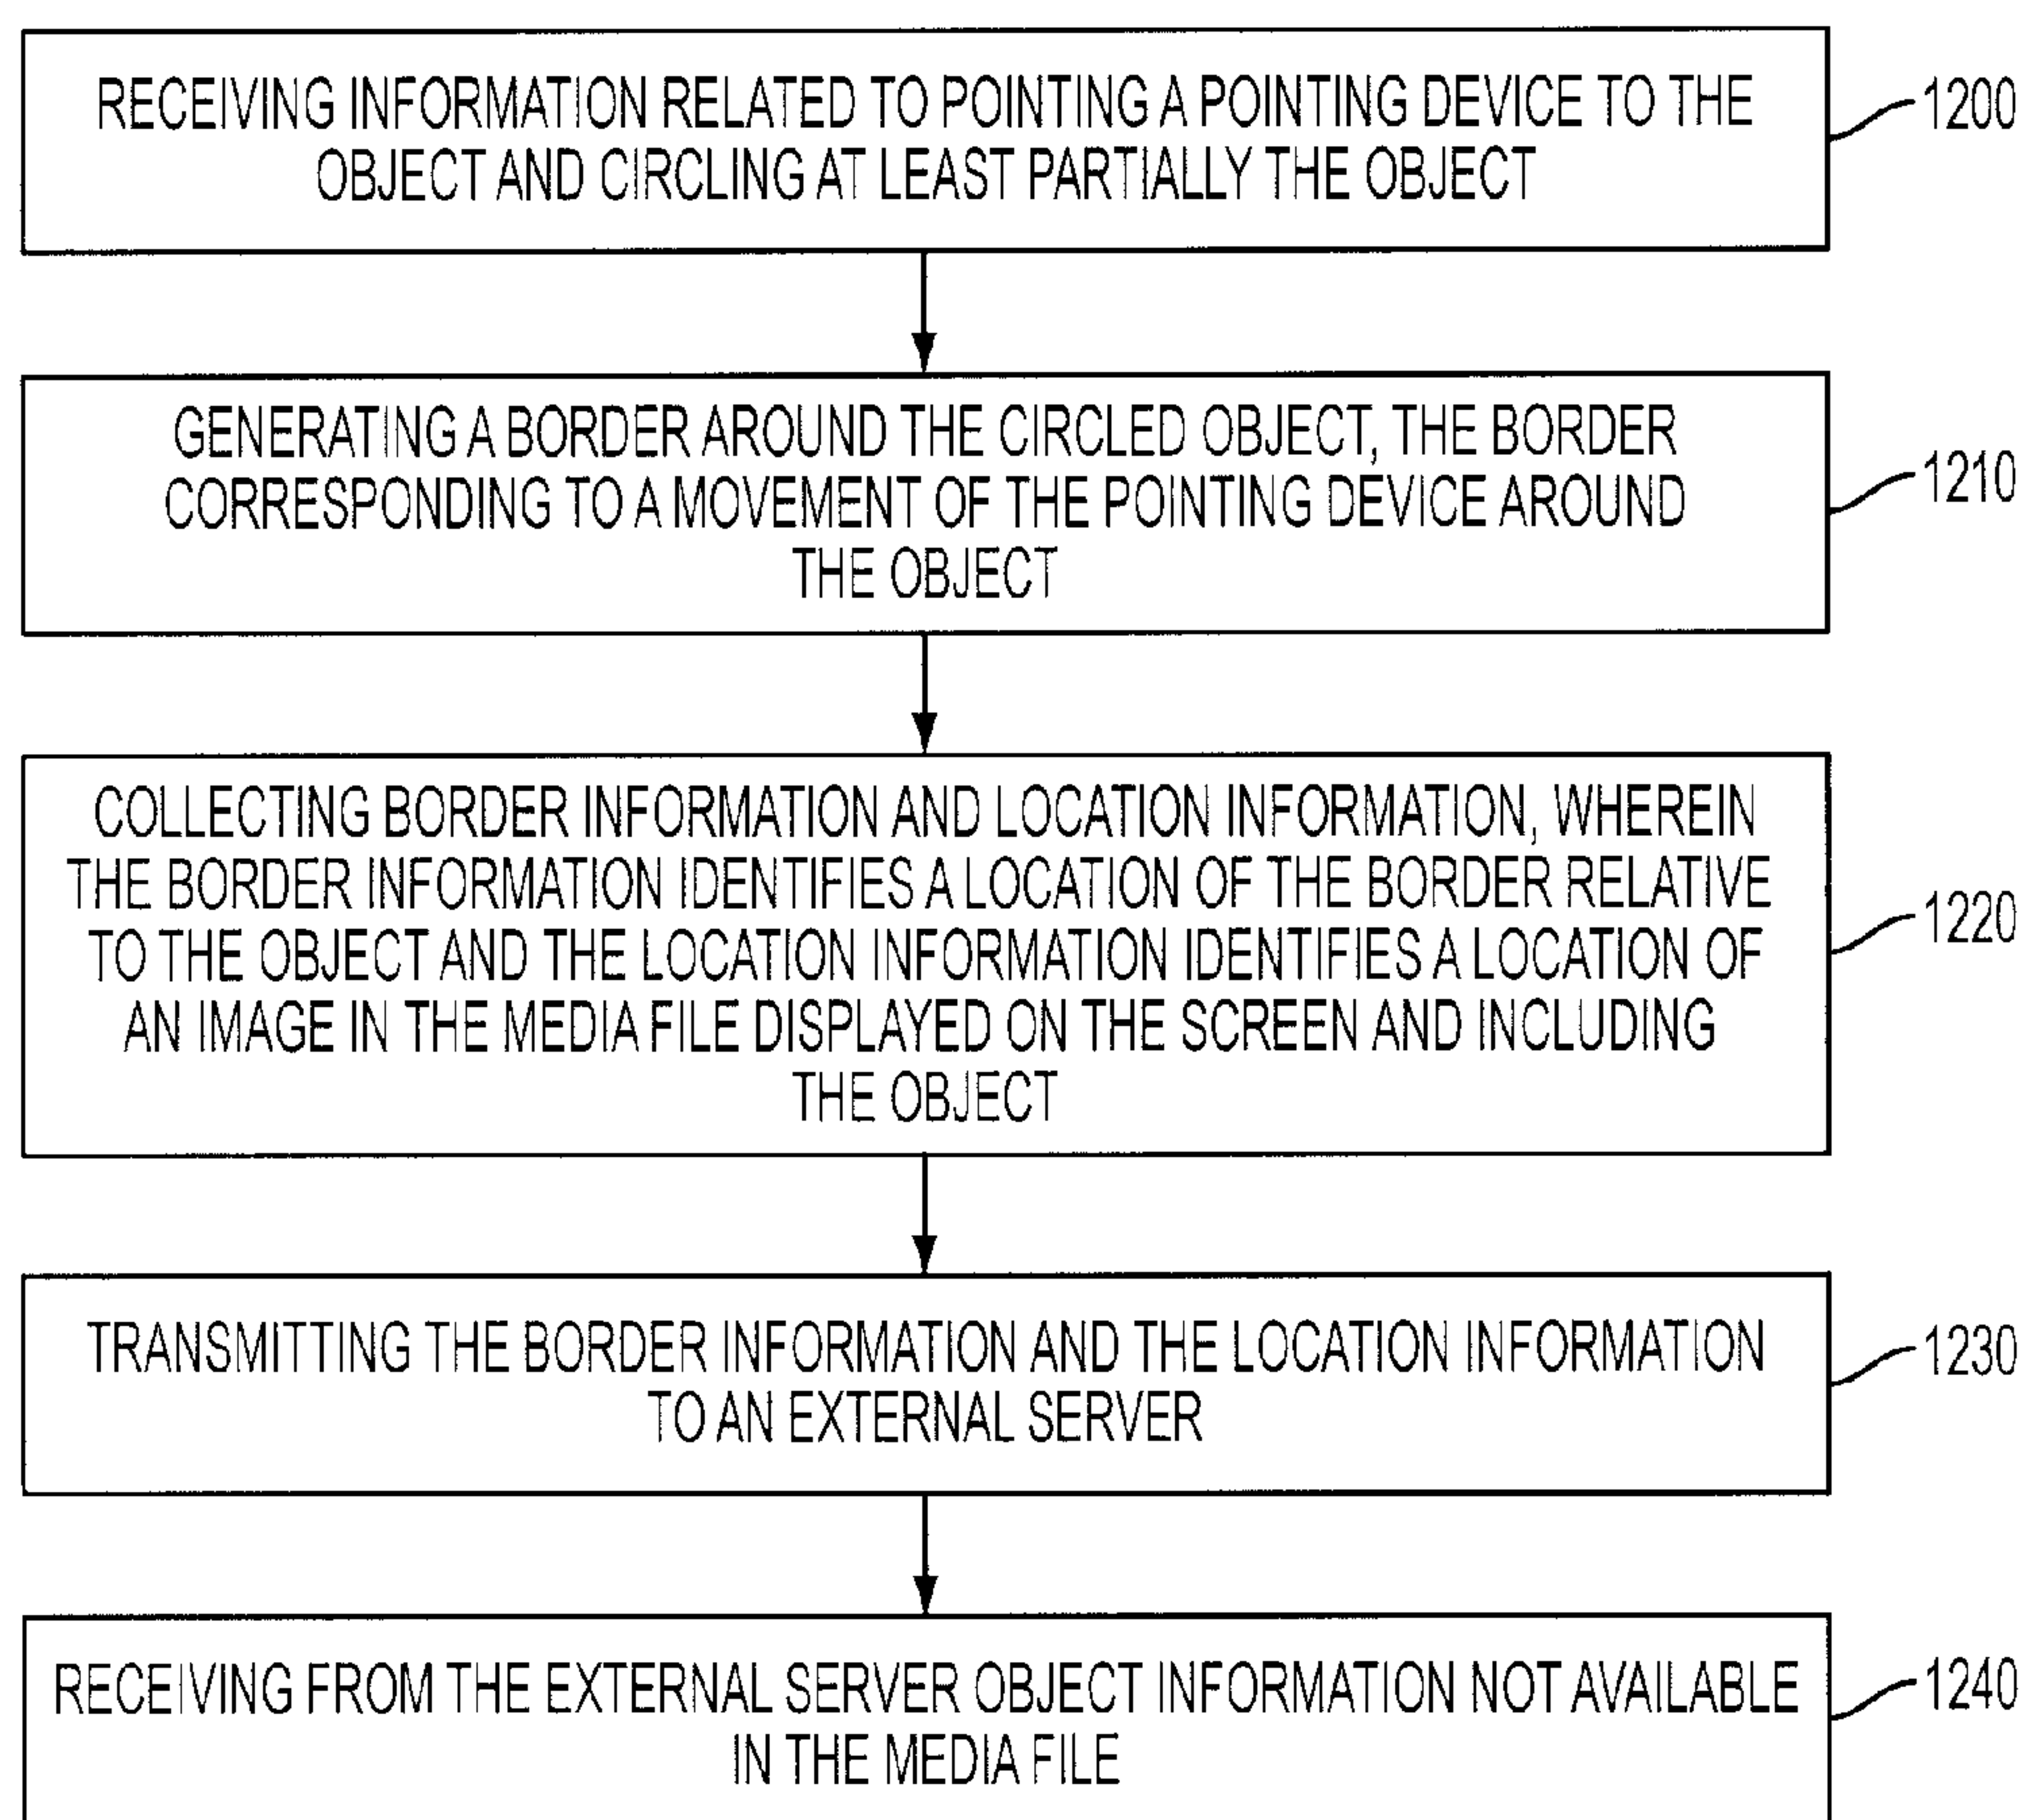 RECEIVING INFORMATION RELATED TO POINTING A POINTING DEVICE TO THE
OBJECT AND CIRCLING AT LEAST PARTIALLY THE OBJECT
1200
GENERATING A BORDER AROUND THE CIRCLED OBJECT, THE BORDER
CORRESPONDING TO A MOVEMENT OF THE POINTING DEVICE AROUND
THE OBJECT
1210
COLLECTING BORDER INFORMATION AND LOCATION INFORMATION, WHEREIN
THE BORDER INFORMATION IDENTIFIES A LOCATION OF THE BORDER RELATIVE
TO THE OBJECT AND THE LOCATION INFORMATION IDENTIFIES A LOCATION OF
AN IMAGE IN THE MEDIA FILE DISPLAYED ON THE SCREEN AND INCLUDING
THE OBJECT
1220
TRANSMITTING THE BORDER INFORMATION AND THE LOCATION INFORMATION
TO AN EXTERNAL SERVER
1230
RECEIVING FROM THE EXTERNAL SERVER OBJECT INFORMATION NOT AVAILABLE
IN THE MEDIA FILE
1240